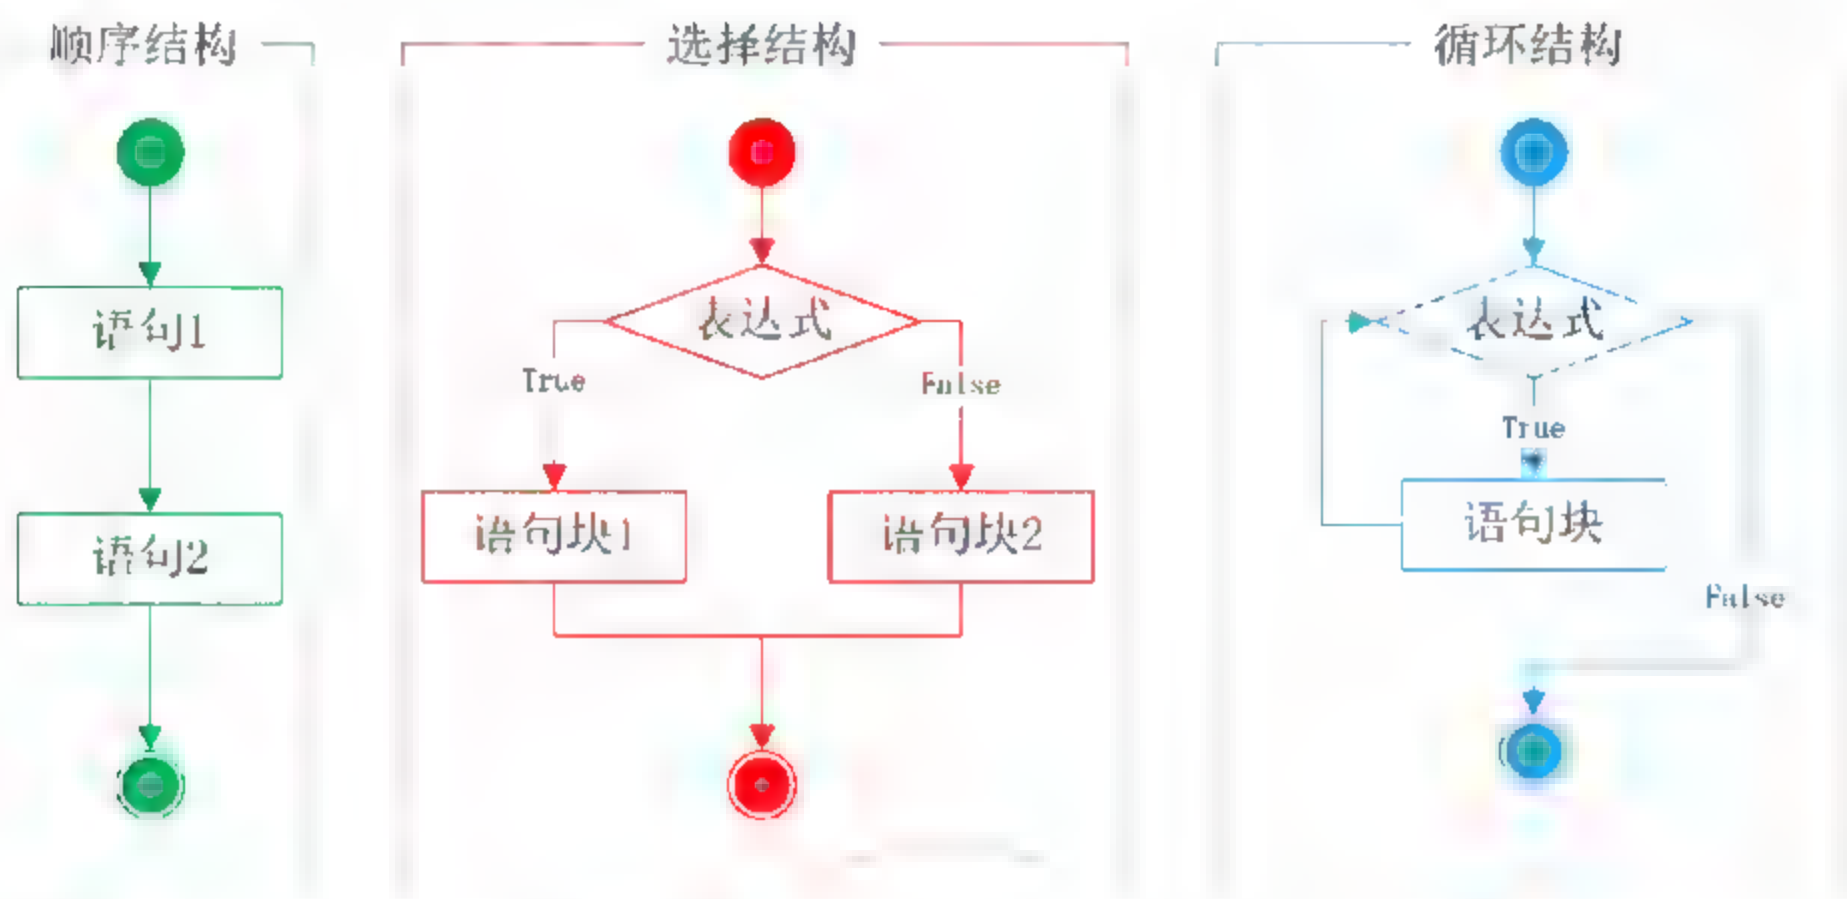 顺序结构
语句1
语句2
选择结构
表达式
True
False
语句块1
语句块2
循环结构
表达式
True
语句块
False